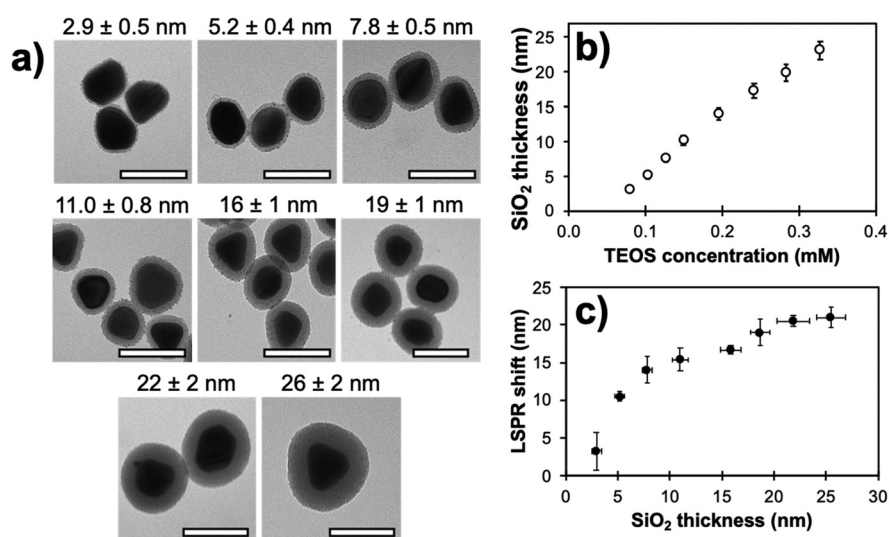 a)
2.9 ± 0.5 nm
5.2 ± 0.4 nm
7.8 ± 0.5 nm
11.0 ± 0.8 nm
16 ± 1 nm
19 ± 1 nm
22 ± 2 nm
26 ± 2 nm
b)
SiO₂ thickness (nm)
25
20
15
10
5
0
0.0 0.1 0.2 0.3 0.4
TEOS concentration (mM)
c)
LSPR shift (nm)
25
20
15
10
5
0
0 5 10 15 20 25 30
SiO₂ thickness (nm)